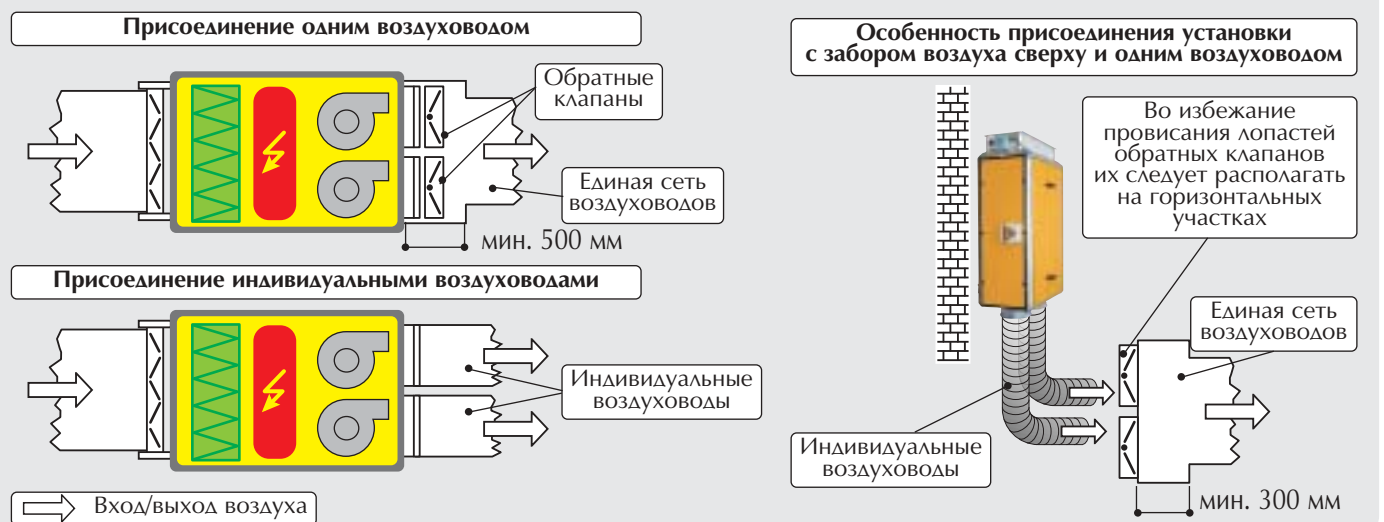 Присоединение одним воздуховодом
Обратные
клапаны
Единая сеть
воздуховодов
мин. 500 мм
Присоединение индивидуальными воздуховодами
Индивидуальные
воздуховоды
Вход/выход воздуха
Особенность присоединения установки
с забором воздуха сверху и одним воздуховодом
Во избежание
провисания лопастей
обратных клапанов
их следует располагать
на горизонтальных
участках
Единая сеть
воздуховодов
Индивидуальные
воздуховоды
мин. 300 мм